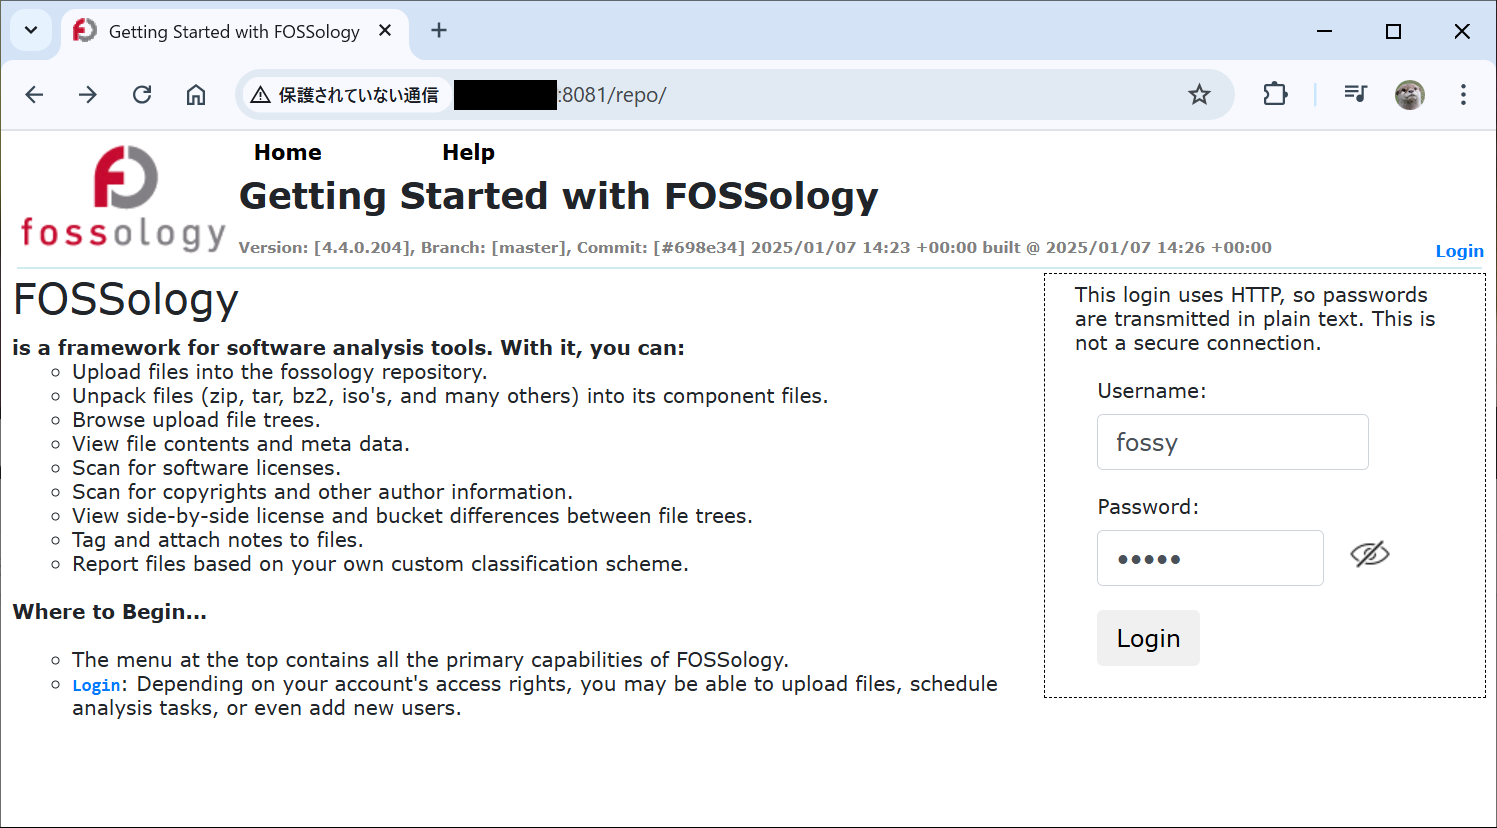 Getting Started with FOSSology
保護されていない通信 :8081/repo/
fossology
Home Help
Getting Started with FOSSology
Version: [4.4.0.204], Branch: [master], Commit: [#698e34] 2025/01/07 14:23 +00:00 built @ 2025/01/07 14:26 +00:00
Login
FOSSology
is a framework for software analysis tools. With it, you can:
Upload files into the fossology repository.
Unpack files (zip, tar, bz2, iso's, and many others) into its component files.
Browse upload file trees.
View file contents and meta data.
Scan for software licenses.
Scan for copyrights and other author information.
View side-by-side license and bucket differences between file trees.
Tag and attach notes to files.
Report files based on your own custom classification scheme.
Where to Begin...
The menu at the top contains all the primary capabilities of FOSSology.
Login: Depending on your account's access rights, you may be able to upload files, schedule
analysis tasks, or even add new users.
This login uses HTTP, so passwords
are transmitted in plain text. This is
not a secure connection.
Username:
fossy
Password:
•••••
Login